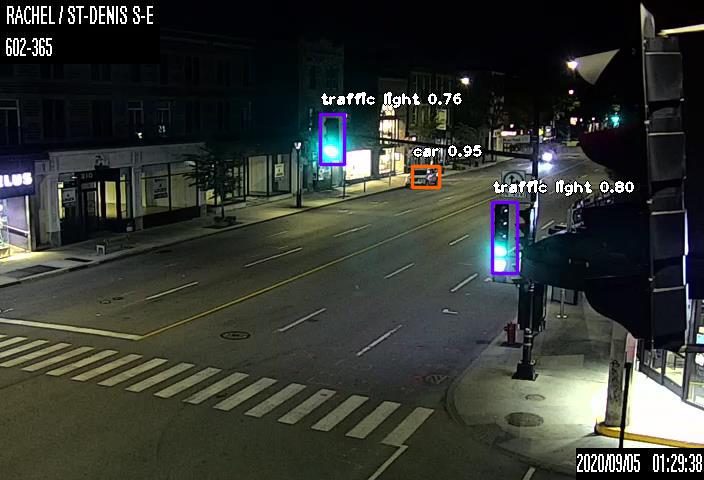 RACHEL / ST-DENIS S-E
602-365
traffic light 0.76
car 0.95
traffic light 0.80
2020/09/05 01:29:38